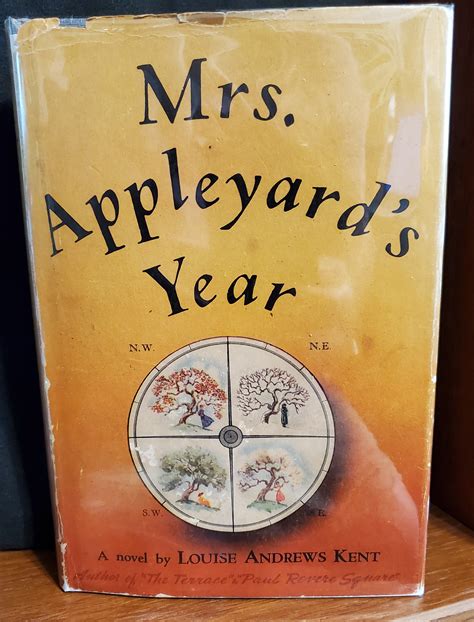 Mrs.
Appleyard's
Year
N.W. N.E.
S.W. S.E.
A novel by LOUISE ANDREWS KENT
Author of "The Terrace" & "Paul Revere Square"